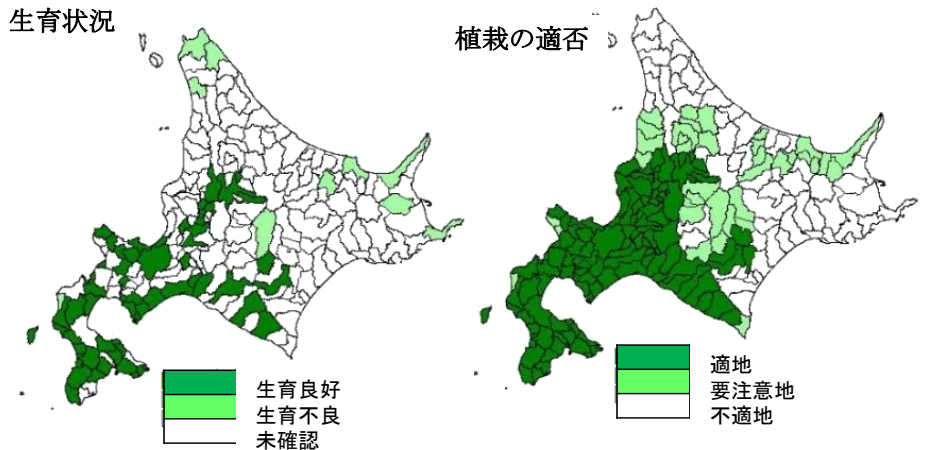 生育状況
生育良好
生育不良
未確認
植栽の適否
適地
要注意地
不適地